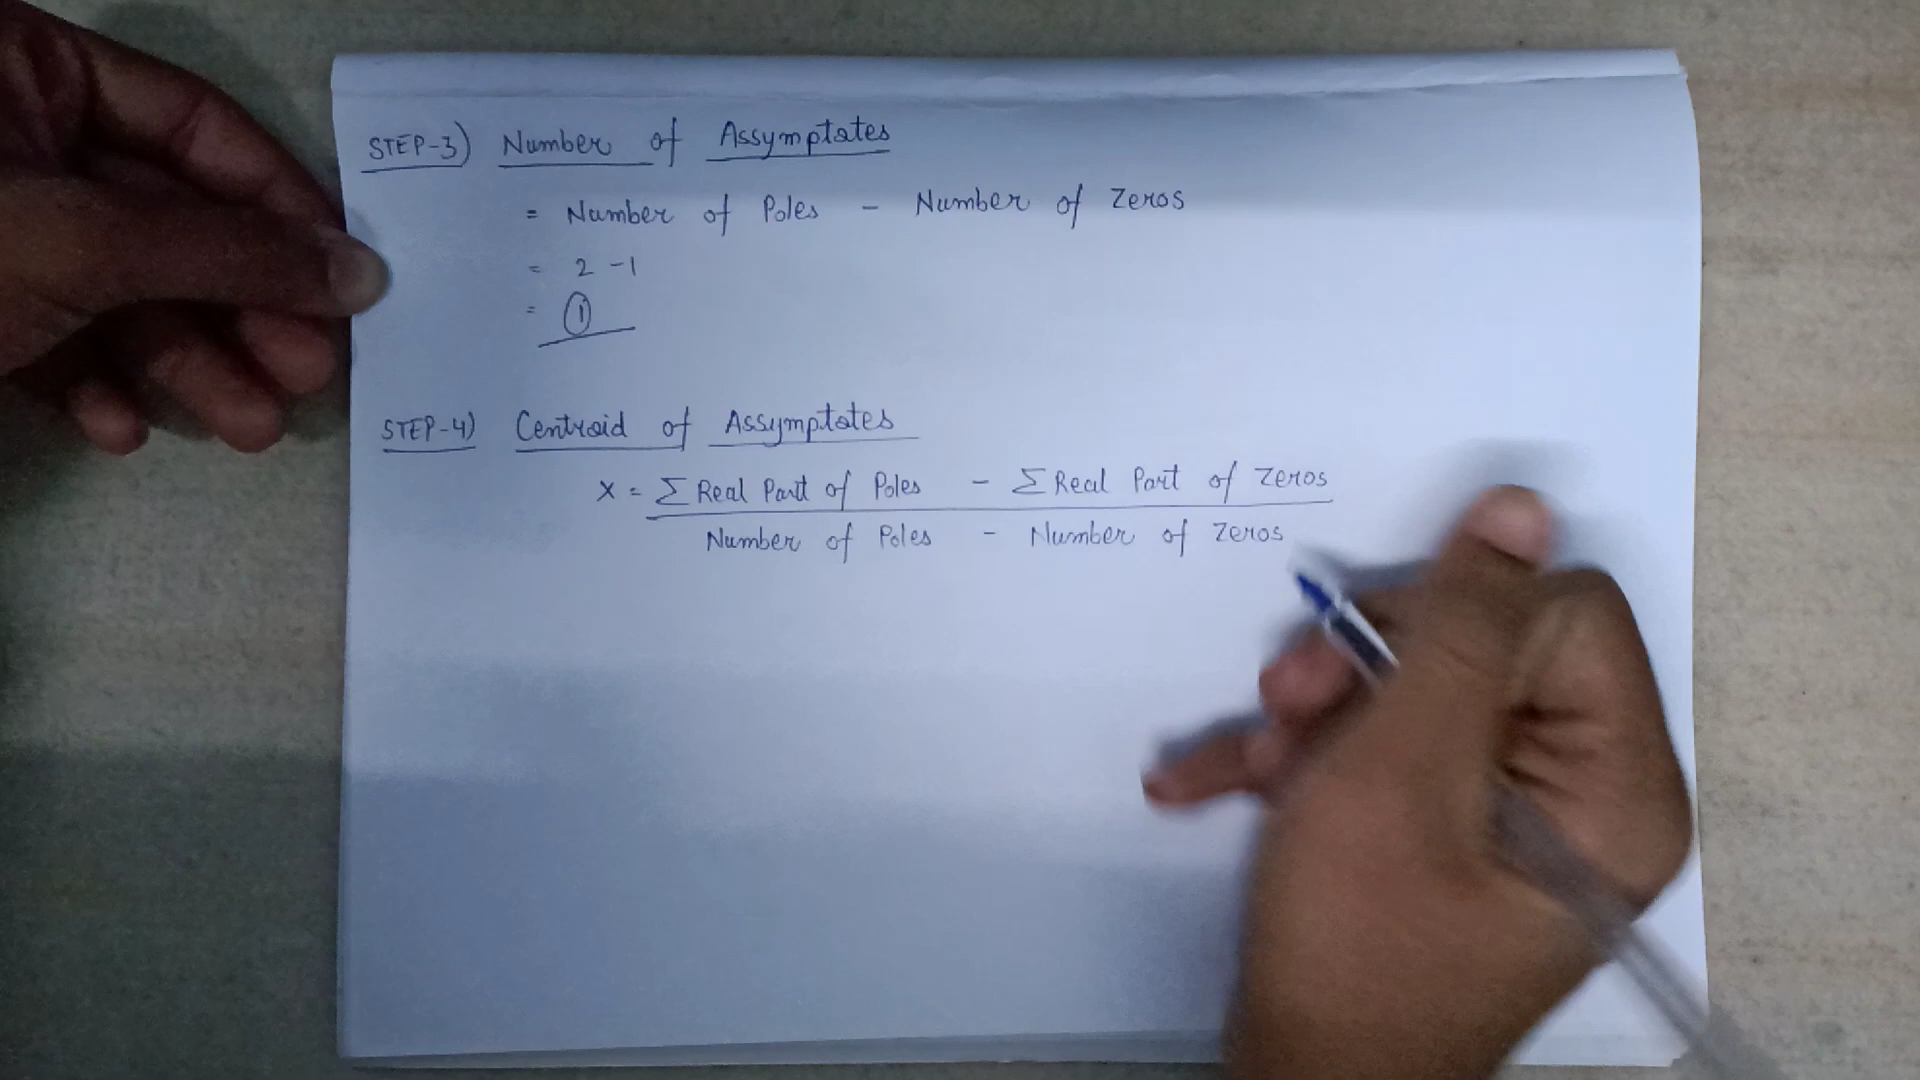 STEP-3) Number of Assymptotes
= Number of Poles - Number of Zeros
= 2 -1
= 1
STEP-4) Centroid of Assymptotes
X = Σ Real Part of Poles - Σ Real Part of Zeros
Number of Poles - Number of Zeros